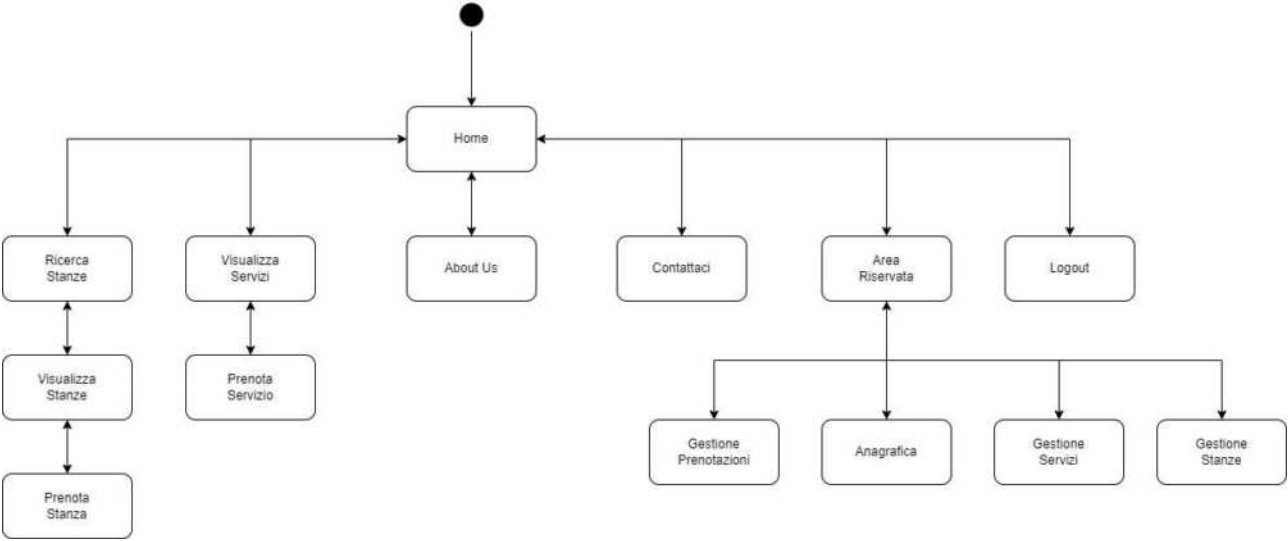 Home
Ricerca
Stanze
Visualizza
Servizi
About Us
Contattaci
Area
Riservata
Logout
Visualizza
Stanze
Prenota
Servizio
Gestione
Prenotazioni
Anagrafica
Gestione
Servizi
Gestione
Stanze
Prenota
Stanza